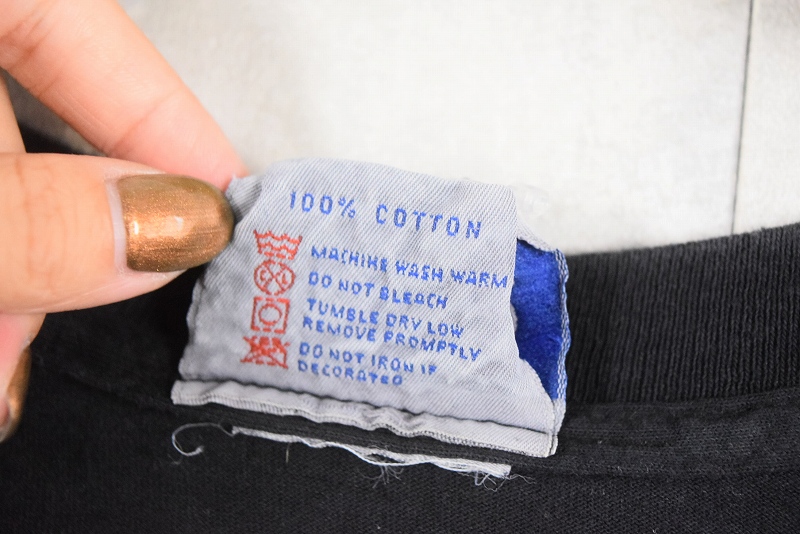 100% COTTON
MACHINE WASH WARM
DO NOT BLEACH
TUMBLE DRY LOW
REMOVE PROMPTLY
DO NOT IRON IF
DECORATED